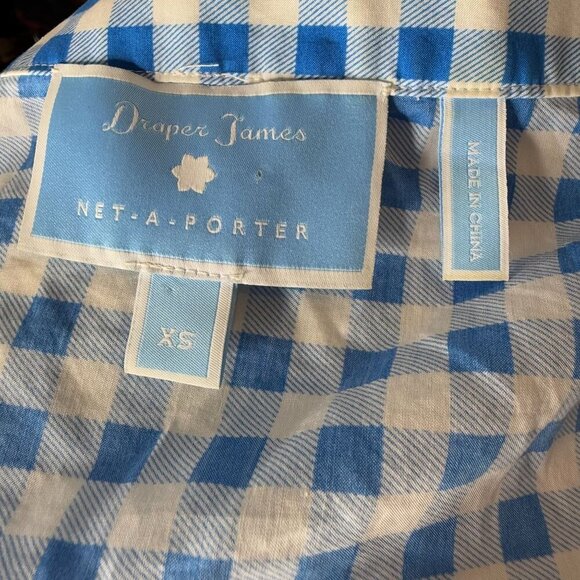 Draper James
NET-A-PORTER
XS
MADE IN CHINA